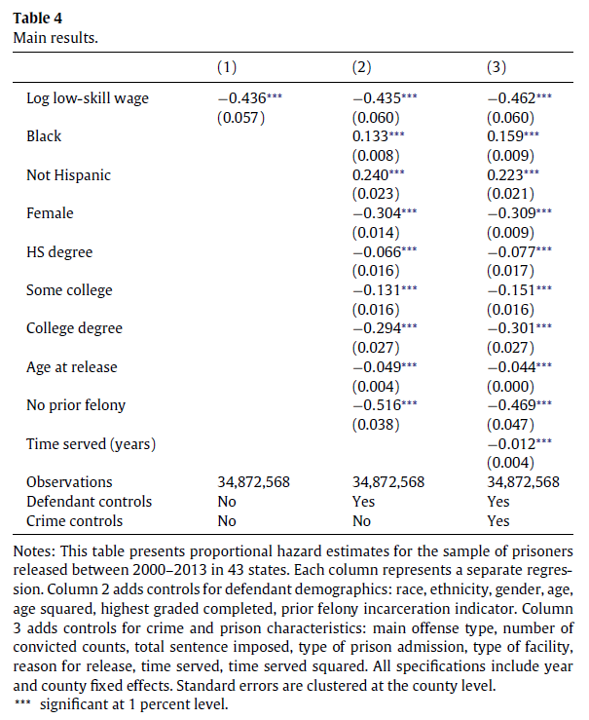 Table 4
Main results.
(1) (2) (3)
Log low-skill wage −0.436*** −0.435*** −0.462***
(0.057) (0.060) (0.060)
Black 0.133*** 0.159***
(0.008) (0.009)
Not Hispanic 0.240*** 0.223***
(0.023) (0.021)
Female −0.304*** −0.309***
(0.014) (0.009)
HS degree −0.066*** −0.077***
(0.016) (0.017)
Some college −0.131*** −0.151***
(0.016) (0.016)
College degree −0.294*** −0.301***
(0.027) (0.027)
Age at release −0.049*** −0.044***
(0.004) (0.000)
No prior felony −0.516*** −0.469***
(0.038) (0.047)
Time served (years) −0.012***
(0.004)
Observations 34,872,568 34,872,568 34,872,568
Defendant controls No Yes Yes
Crime controls No No Yes
Notes: This table presents proportional hazard estimates for the sample of prisoners
released between 2000–2013 in 43 states. Each column represents a separate regres-
sion. Column 2 adds controls for defendant demographics: race, ethnicity, gender, age,
age squared, highest graded completed, prior felony incarceration indicator. Column
3 adds controls for crime and prison characteristics: main offense type, number of
convicted counts, total sentence imposed, type of prison admission, type of facility,
reason for release, time served, time served squared. All specifications include year
and county fixed effects. Standard errors are clustered at the county level.
*** significant at 1 percent level.